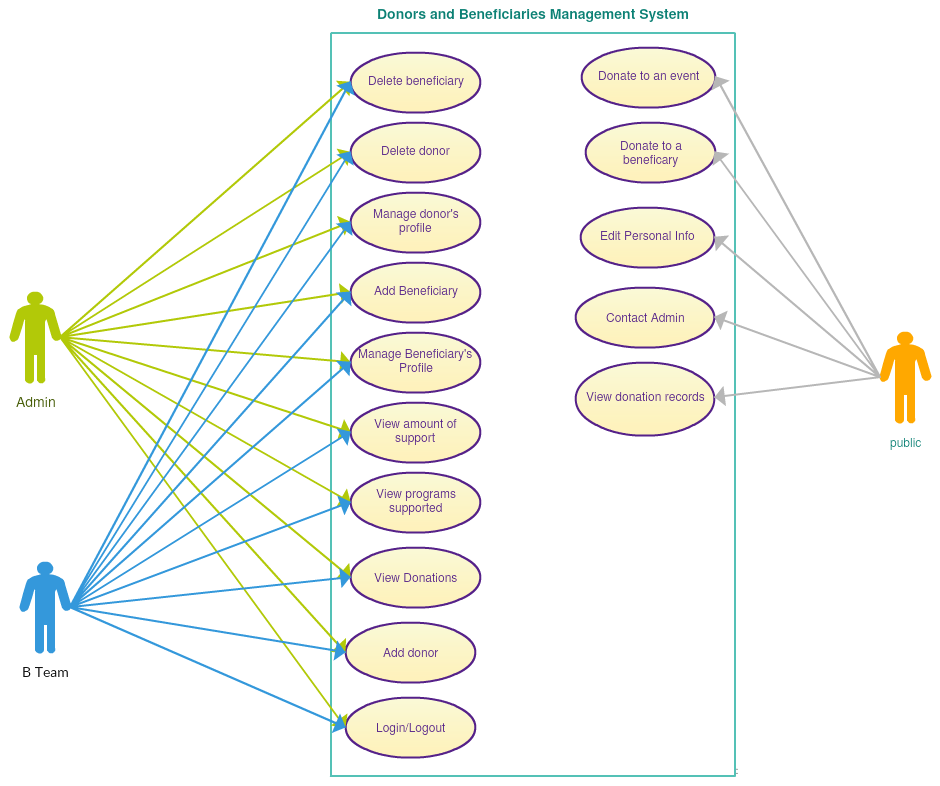 Donors and Beneficiaries Management System
Delete beneficiary
Delete donor
Manage donor's
profile
Add Beneficiary
Manage Beneficiary's
Profile
View amount of
support
View programs
supported
View Donations
Add donor
Login/Logout
Donate to an event
Donate to a
beneficary
Edit Personal Info
Contact Admin
View donation records
Admin
B Team
public